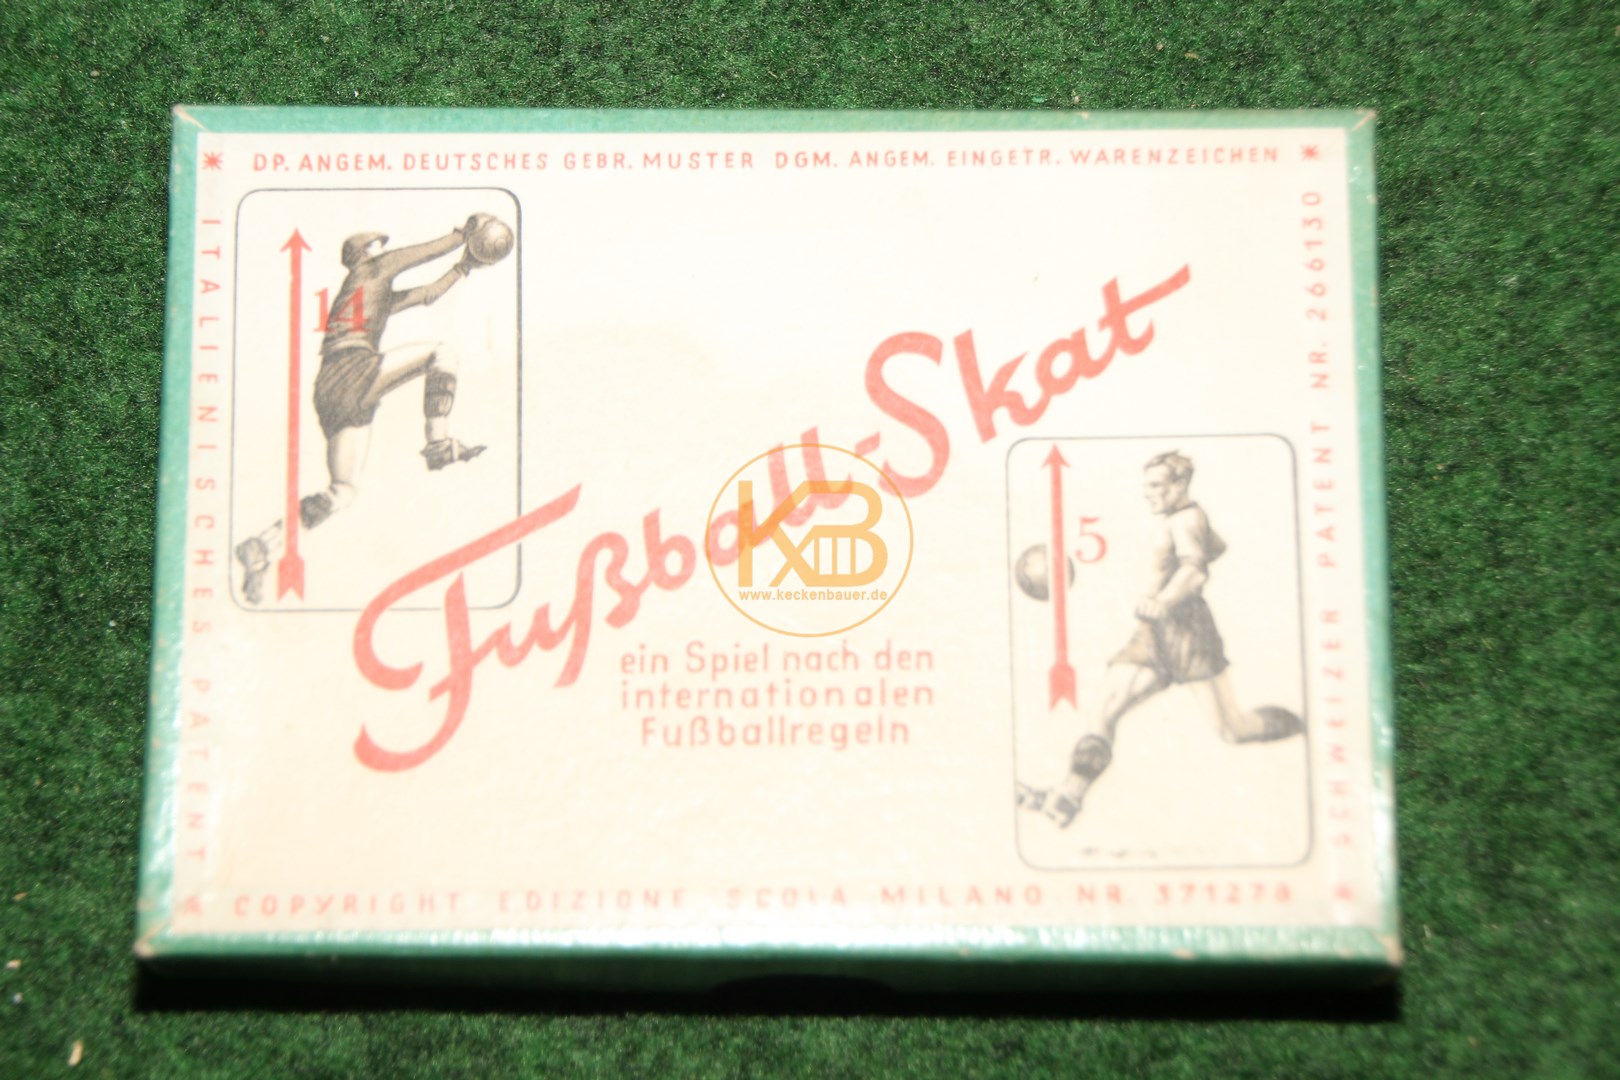 * DP. ANGEM. DEUTSCHES GEBR. MUSTER DGM. ANGEM. EINGETR. WARENZEICHEN *
ITALIENISCHES PATENT
14
Fußball-Skat
5
SCHWEIZER PATENT NR. 266130
KXB
www.keckenbauer.de
ein Spiel nach den
internationalen
Fußballregeln
* COPYRIGHT EDIZIONE SCOLA MILANO NR. 371278 *